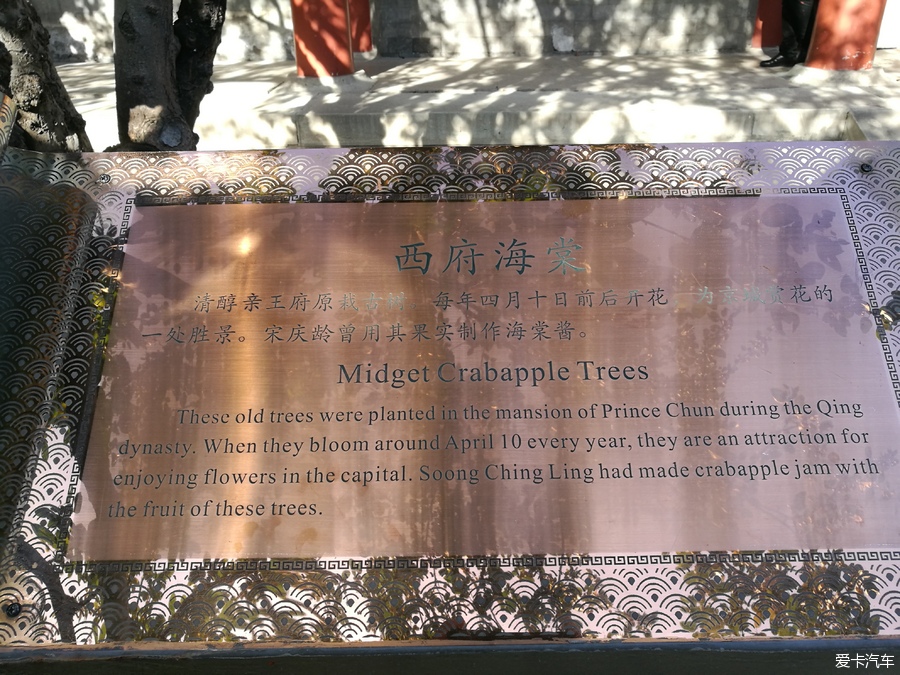 西府海棠
清醇亲王府原栽古树，每年四月十日前后开花，为京城赏花的
一处胜景。宋庆龄曾用其果实制作海棠酱。
Midget Crabapple Trees
These old trees were planted in the mansion of Prince Chun during the Qing
dynasty. When they bloom around April 10 every year, they are an attraction for
enjoying flowers in the capital. Soong Ching Ling had made crabapple jam with
the fruit of these trees.
爱卡汽车